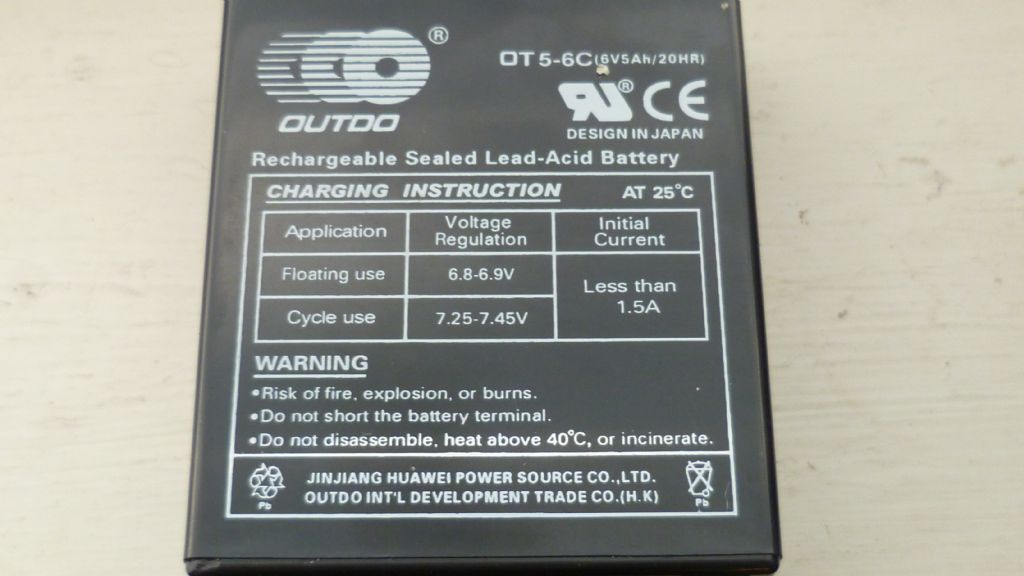 ®
OUTDO
OT5-6C(6V5Ah/20HR)
®
CE
DESIGN IN JAPAN
Rechargeable Sealed Lead-Acid Battery
CHARGING INSTRUCTION AT 25°C
Application Voltage Regulation Initial Current
Floating use 6.8-6.9V Less than 1.5A
Cycle use 7.25-7.45V
WARNING
•Risk of fire, explosion, or burns.
•Do not short the battery terminal.
•Do not disassemble, heat above 40°C, or incinerate.
JINJIANG HUAWEI POWER SOURCE CO.,LTD.
OUTDO INT'L DEVELOPMENT TRADE CO.(H.K)
Pb
Pb